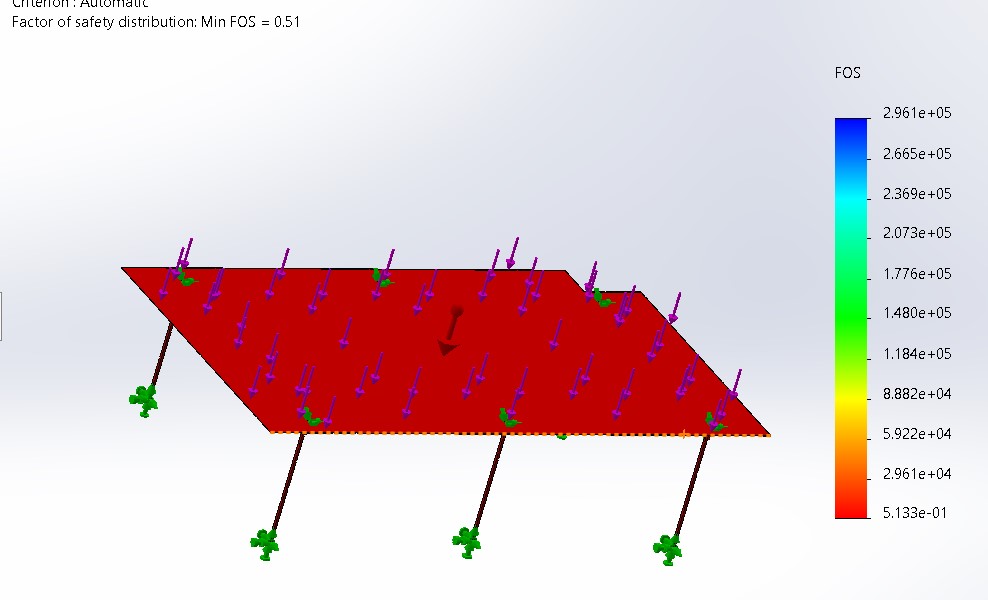 Criterion : Automatic
Factor of safety distribution: Min FOS = 0.51
FOS
2.961e+05
2.665e+05
2.369e+05
2.073e+05
1.776e+05
1.480e+05
1.184e+05
8.882e+04
5.922e+04
2.961e+04
5.133e-01